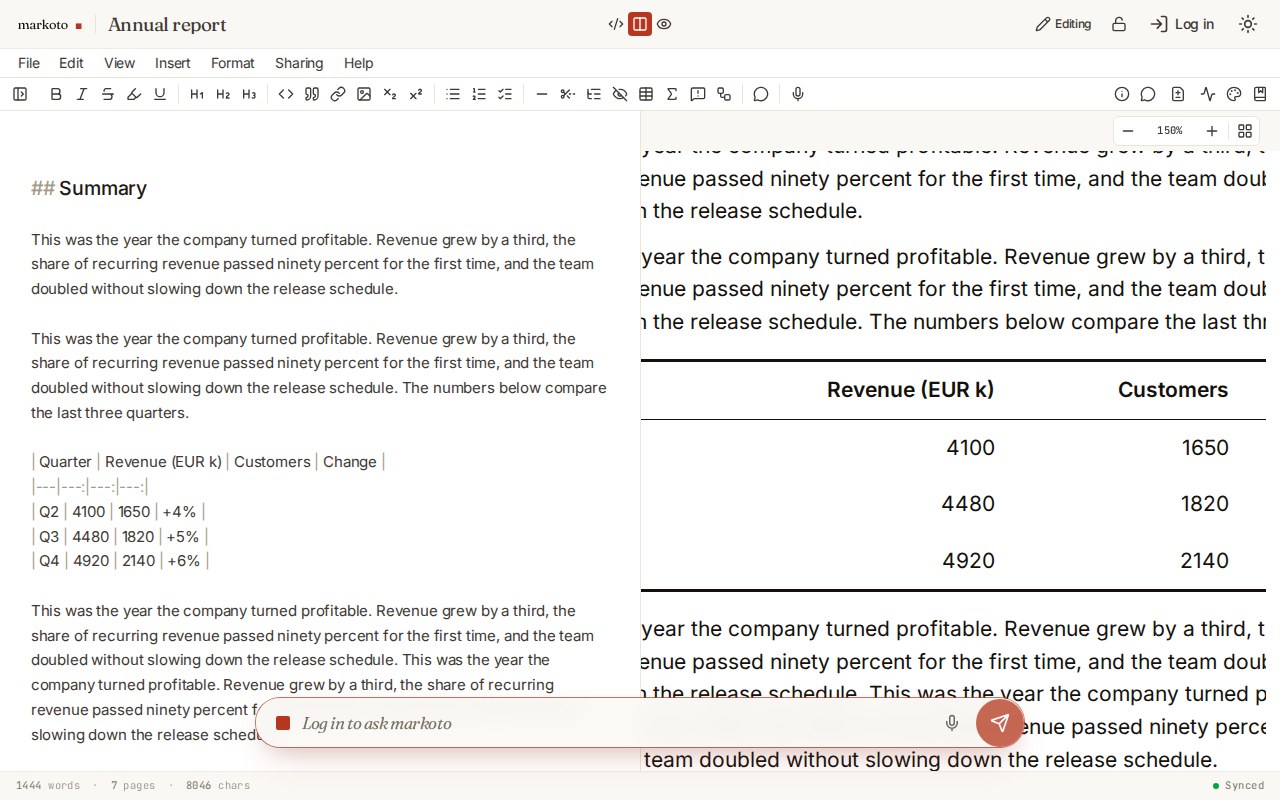 markoto
Annual report
Editing
Log in
File Edit View Insert Format Sharing Help
H1 H2 H3
150%
## Summary
This was the year the company turned profitable. Revenue grew by a third, the
share of recurring revenue passed ninety percent for the first time, and the team
doubled without slowing down the release schedule.
This was the year the company turned profitable. Revenue grew by a third, the
share of recurring revenue passed ninety percent for the first time, and the team
doubled without slowing down the release schedule. The numbers below compare
the last three quarters.
| Quarter | Revenue (EUR k) | Customers | Change |
|---|---:|---:|---:|
| Q2 | 4100 | 1650 | +4% |
| Q3 | 4480 | 1820 | +5% |
| Q4 | 4920 | 2140 | +6% |
This was the year the company turned profitable. Revenue grew by a third, the
share of recurring revenue passed ninety percent for the first time, and the team
doubled without slowing down the release schedule. This was the year the
company turned profitable. Revenue grew by a third, the share of recurring
revenue passed ninety percent
slowing down the release
year the company turned profitable. Revenue grew by a third,
passed ninety percent for the first time, and the team
the release schedule.
year the company turned profitable. Revenue grew by a third,
passed ninety percent for the first time, and the team
the release schedule. The numbers below compare the last
Revenue (EUR k) Customers
4100 1650
4480 1820
4920 2140
year the company turned profitable. Revenue grew by a third,
passed ninety percent for the first time, and the team
the release schedule. This was the year the company turned
passed ninety
team doubled without slowing down the release schedule.
Log in to ask markoto
1444 words · 7 pages · 8046 chars
Synced